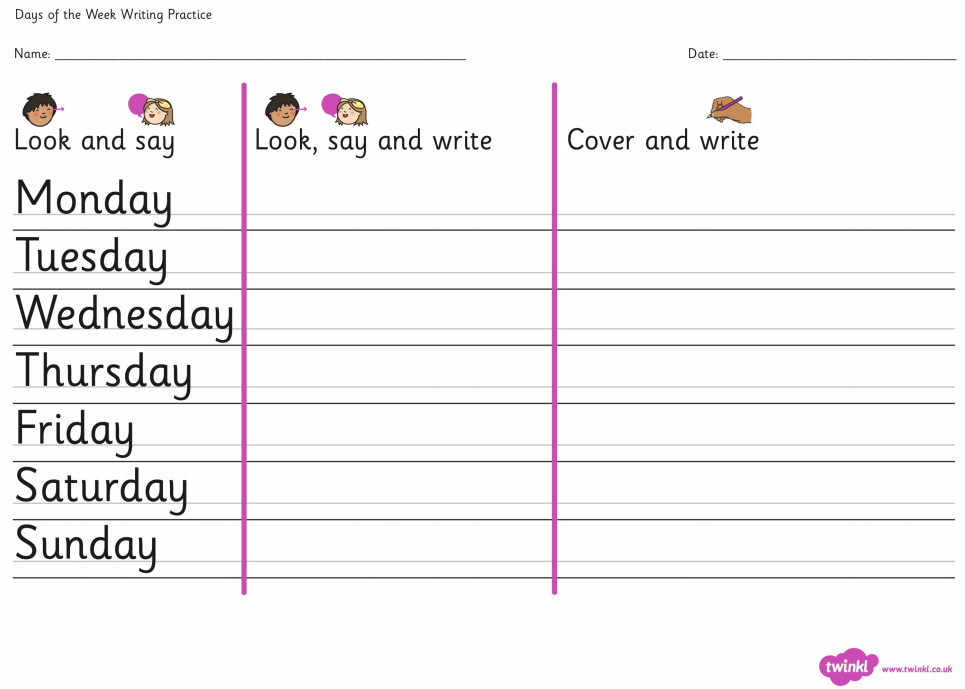 Days of the Week Writing Practice
Name: Date:
Look and say Look, say and write Cover and write
Monday
Tuesday
Wednesday
Thursday
Friday
Saturday
Sunday
twinkl www.twinkl.co.uk